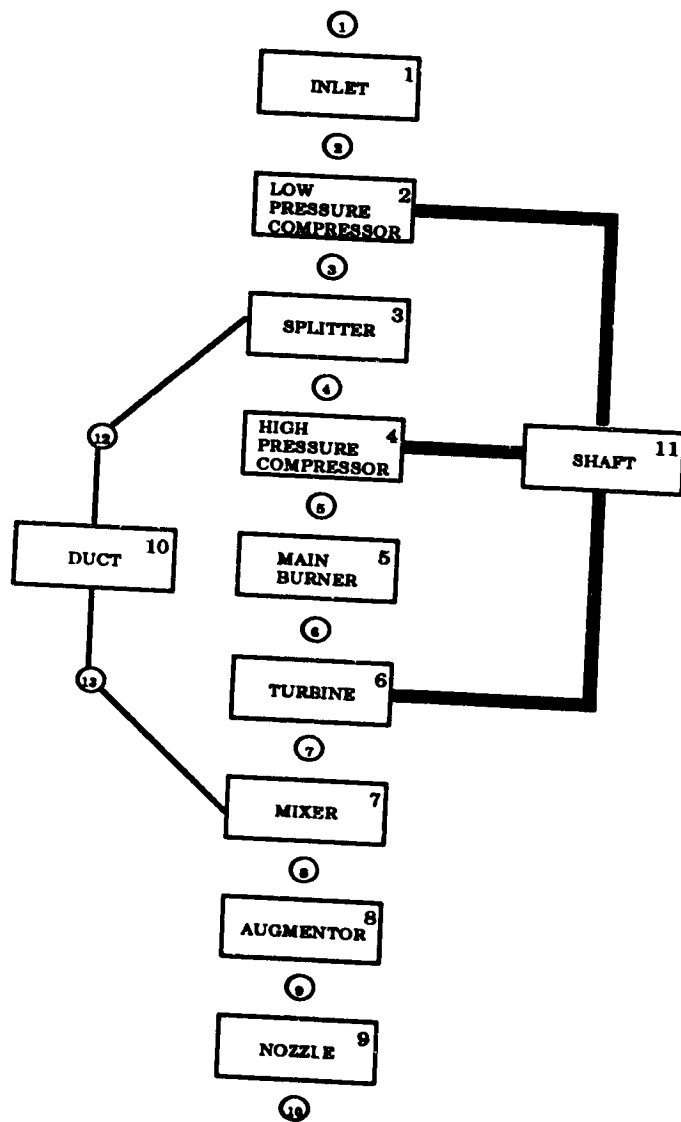 1
INLET 1
2
LOW 2
PRESSURE
COMPRESSOR
3
SPLITTER 3
4
HIGH 4
PRESSURE
COMPRESSOR
SHAFT 11
12
5
MAIN 5
BURNER
DUCT 10
6
TURBINE 6
13
7
MIXER 7
8
AUGMENTOR 8
9
NOZZLE 9
10